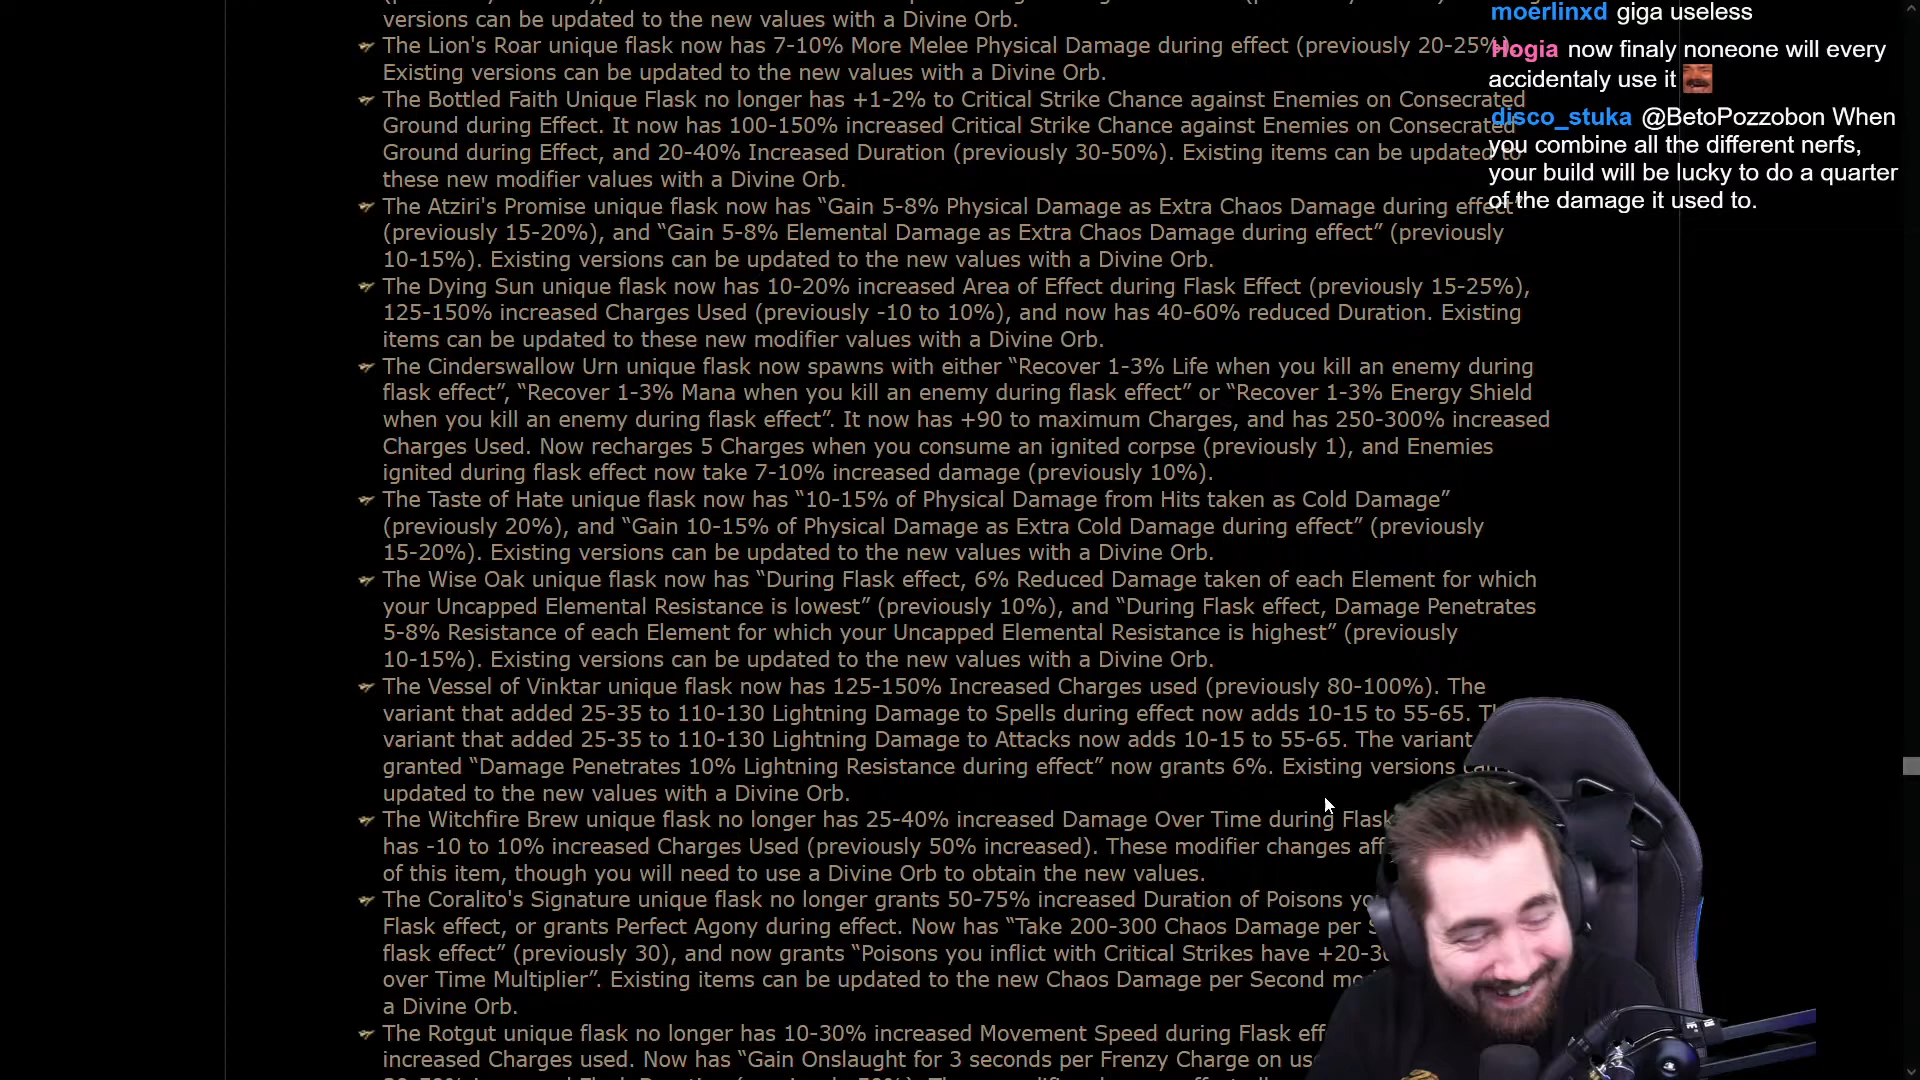 versions can be updated to the new values with a Divine Orb.
The Lion's Roar unique flask now has 7-10% More Melee Physical Damage during effect (previously 20-25%).
Existing versions can be updated to the new values with a Divine Orb.
The Bottled Faith Unique Flask no longer has +1-2% to Critical Strike Chance against Enemies on Consecrated
Ground during Effect. It now has 100-150% increased Critical Strike Chance against Enemies on Consecrated
Ground during Effect, and 20-40% Increased Duration (previously 30-50%). Existing items can be updated to
these new modifier values with a Divine Orb.
The Atziri's Promise unique flask now has “Gain 5-8% Physical Damage as Extra Chaos Damage during effect”
(previously 15-20%), and “Gain 5-8% Elemental Damage as Extra Chaos Damage during effect” (previously
10-15%). Existing versions can be updated to the new values with a Divine Orb.
The Dying Sun unique flask now has 10-20% increased Area of Effect during Flask Effect (previously 15-25%),
125-150% increased Charges Used (previously -10 to 10%), and now has 40-60% reduced Duration. Existing
items can be updated to these new modifier values with a Divine Orb.
The Cinderswallow Urn unique flask now spawns with either “Recover 1-3% Life when you kill an enemy during
flask effect”, “Recover 1-3% Mana when you kill an enemy during flask effect” or “Recover 1-3% Energy Shield
when you kill an enemy during flask effect”. It now has +90 to maximum Charges, and has 250-300% increased
Charges Used. Now recharges 5 Charges when you consume an ignited corpse (previously 1), and Enemies
ignited during flask effect now take 7-10% increased damage (previously 10%).
The Taste of Hate unique flask now has “10-15% of Physical Damage from Hits taken as Cold Damage”
(previously 20%), and “Gain 10-15% of Physical Damage as Extra Cold Damage during effect” (previously
15-20%). Existing versions can be updated to the new values with a Divine Orb.
The Wise Oak unique flask now has “During Flask effect, 6% Reduced Damage taken of each Element for which
your Uncapped Elemental Resistance is lowest” (previously 10%), and “During Flask effect, Damage Penetrates
5-8% Resistance of each Element for which your Uncapped Elemental Resistance is highest” (previously
10-15%). Existing versions can be updated to the new values with a Divine Orb.
The Vessel of Vinktar unique flask now has 125-150% Increased Charges used (previously 80-100%). The
variant that added 25-35 to 110-130 Lightning Damage to Spells during effect now adds 10-15 to 55-65.
variant that added 25-35 to 110-130 Lightning Damage to Attacks now adds 10-15 to 55-65. The variant
granted “Damage Penetrates 10% Lightning Resistance during effect” now grants 6%. Existing versions
updated to the new values with a Divine Orb.
The Witchfire Brew unique flask no longer has 25-40% increased Damage Over Time during Flask
has -10 to 10% increased Charges Used (previously 50% increased). These modifier changes
of this item, though you will need to use a Divine Orb to obtain the new values.
The Coralito's Signature unique flask no longer grants 50-75% increased Duration of Poisons
Flask effect, or grants Perfect Agony during effect. Now has “Take 200-300 Chaos Damage per
flask effect” (previously 30), and now grants “Poisons you inflict with Critical Strikes have
over Time Multiplier”. Existing items can be updated to the new Chaos Damage per Second
a Divine Orb.
The Rotgut unique flask no longer has 10-30% increased Movement Speed during Flask
increased Charges used. Now has “Gain Onslaught for 3 seconds per Frenzy Charge on
moerlinxd giga useless
Hogia now finaly noneone will every
accidentaly use it
disco_stuka @BetoPozzobon When
you combine all the different nerfs,
your build will be lucky to do a quarter
of the damage it used to.